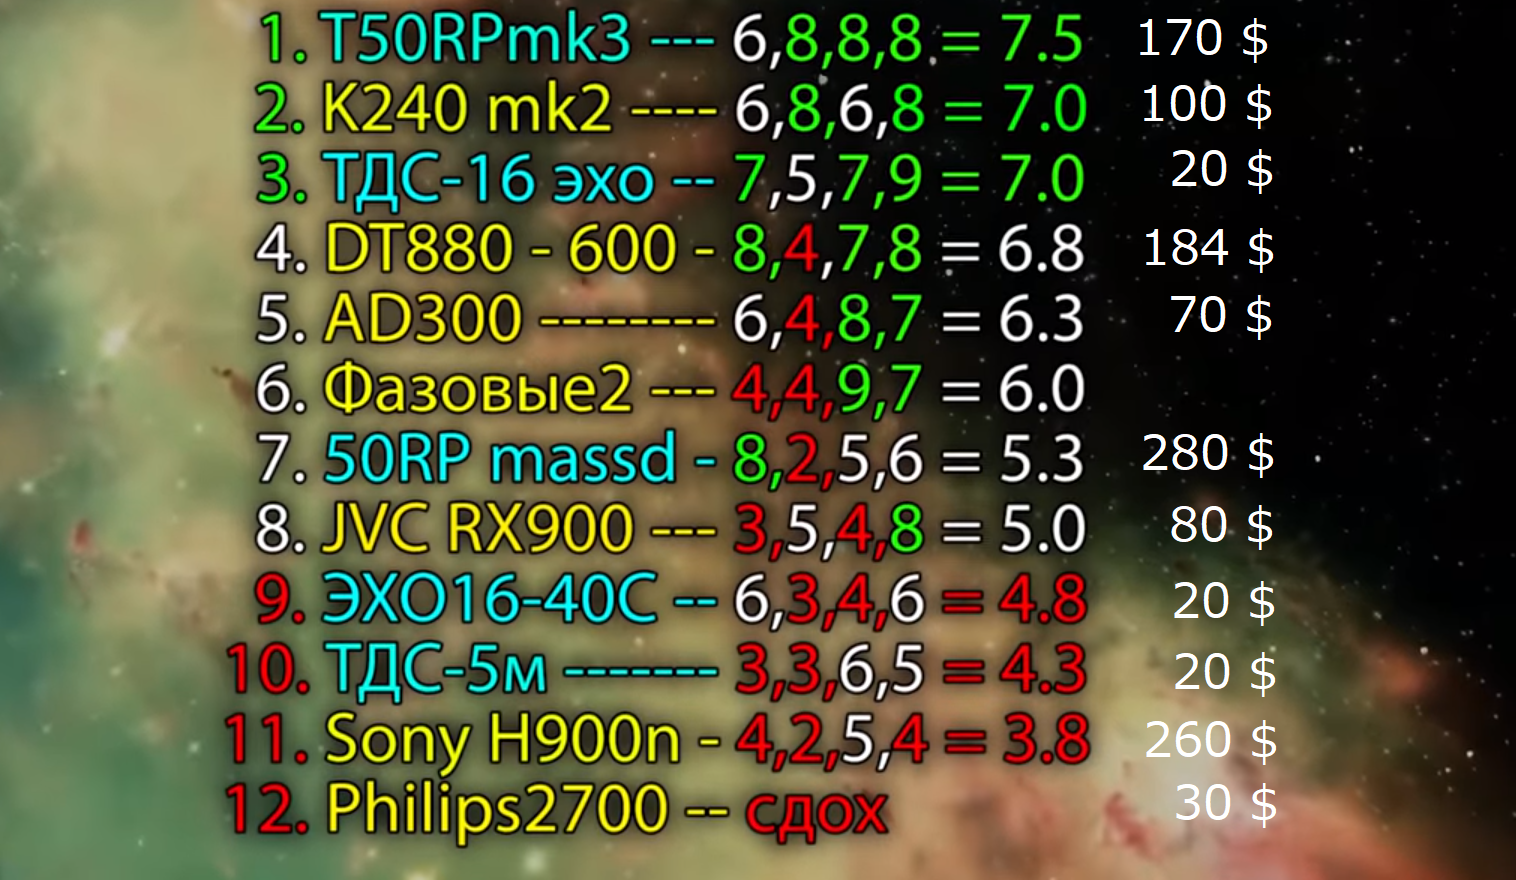 1. T50RPmk3 --- 6,8,8,8 = 7.5 170 $
2. K240 mk2 ---- 6,8,6,8 = 7.0 100 $
3. ТДС-16 эхо -- 7,5,7,9 = 7.0 20 $
4. DT880 - 600 - 8,4,7,8 = 6.8 184 $
5. AD300 -------- 6,4,8,7 = 6.3 70 $
6. Фазовые2 --- 4,4,9,7 = 6.0
7. 50RP massd - 8,2,5,6 = 5.3 280 $
8. JVC RX900 --- 3,5,4,8 = 5.0 80 $
9. ЭХО16-40С -- 6,3,4,6 = 4.8 20 $
10. ТДС-5м ------- 3,3,6,5 = 4.3 20 $
11. Sony H900n - 4,2,5,4 = 3.8 260 $
12. Philips2700 -- сдох 30 $